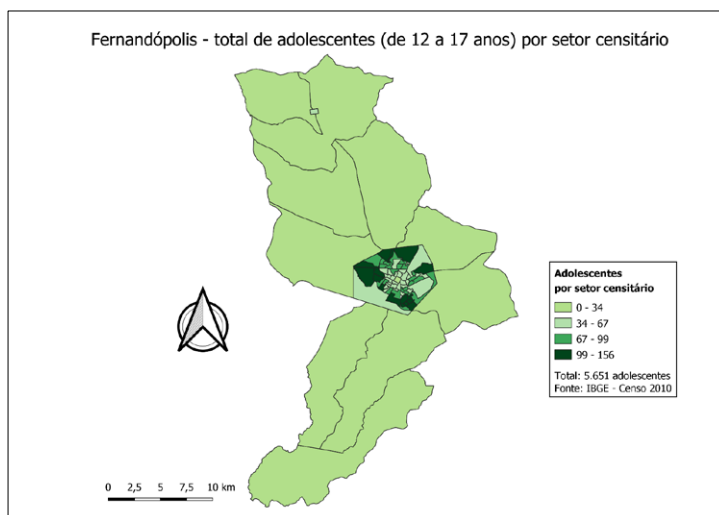 Fernandópolis - total de adolescentes (de 12 a 17 anos) por setor censitário
Adolescentes
por setor censitário
0 - 34
34 - 67
67 - 99
99 - 156
Total: 5.651 adolescentes
Fonte: IBGE - Censo 2010
0 2,5 5 7,5 10 km